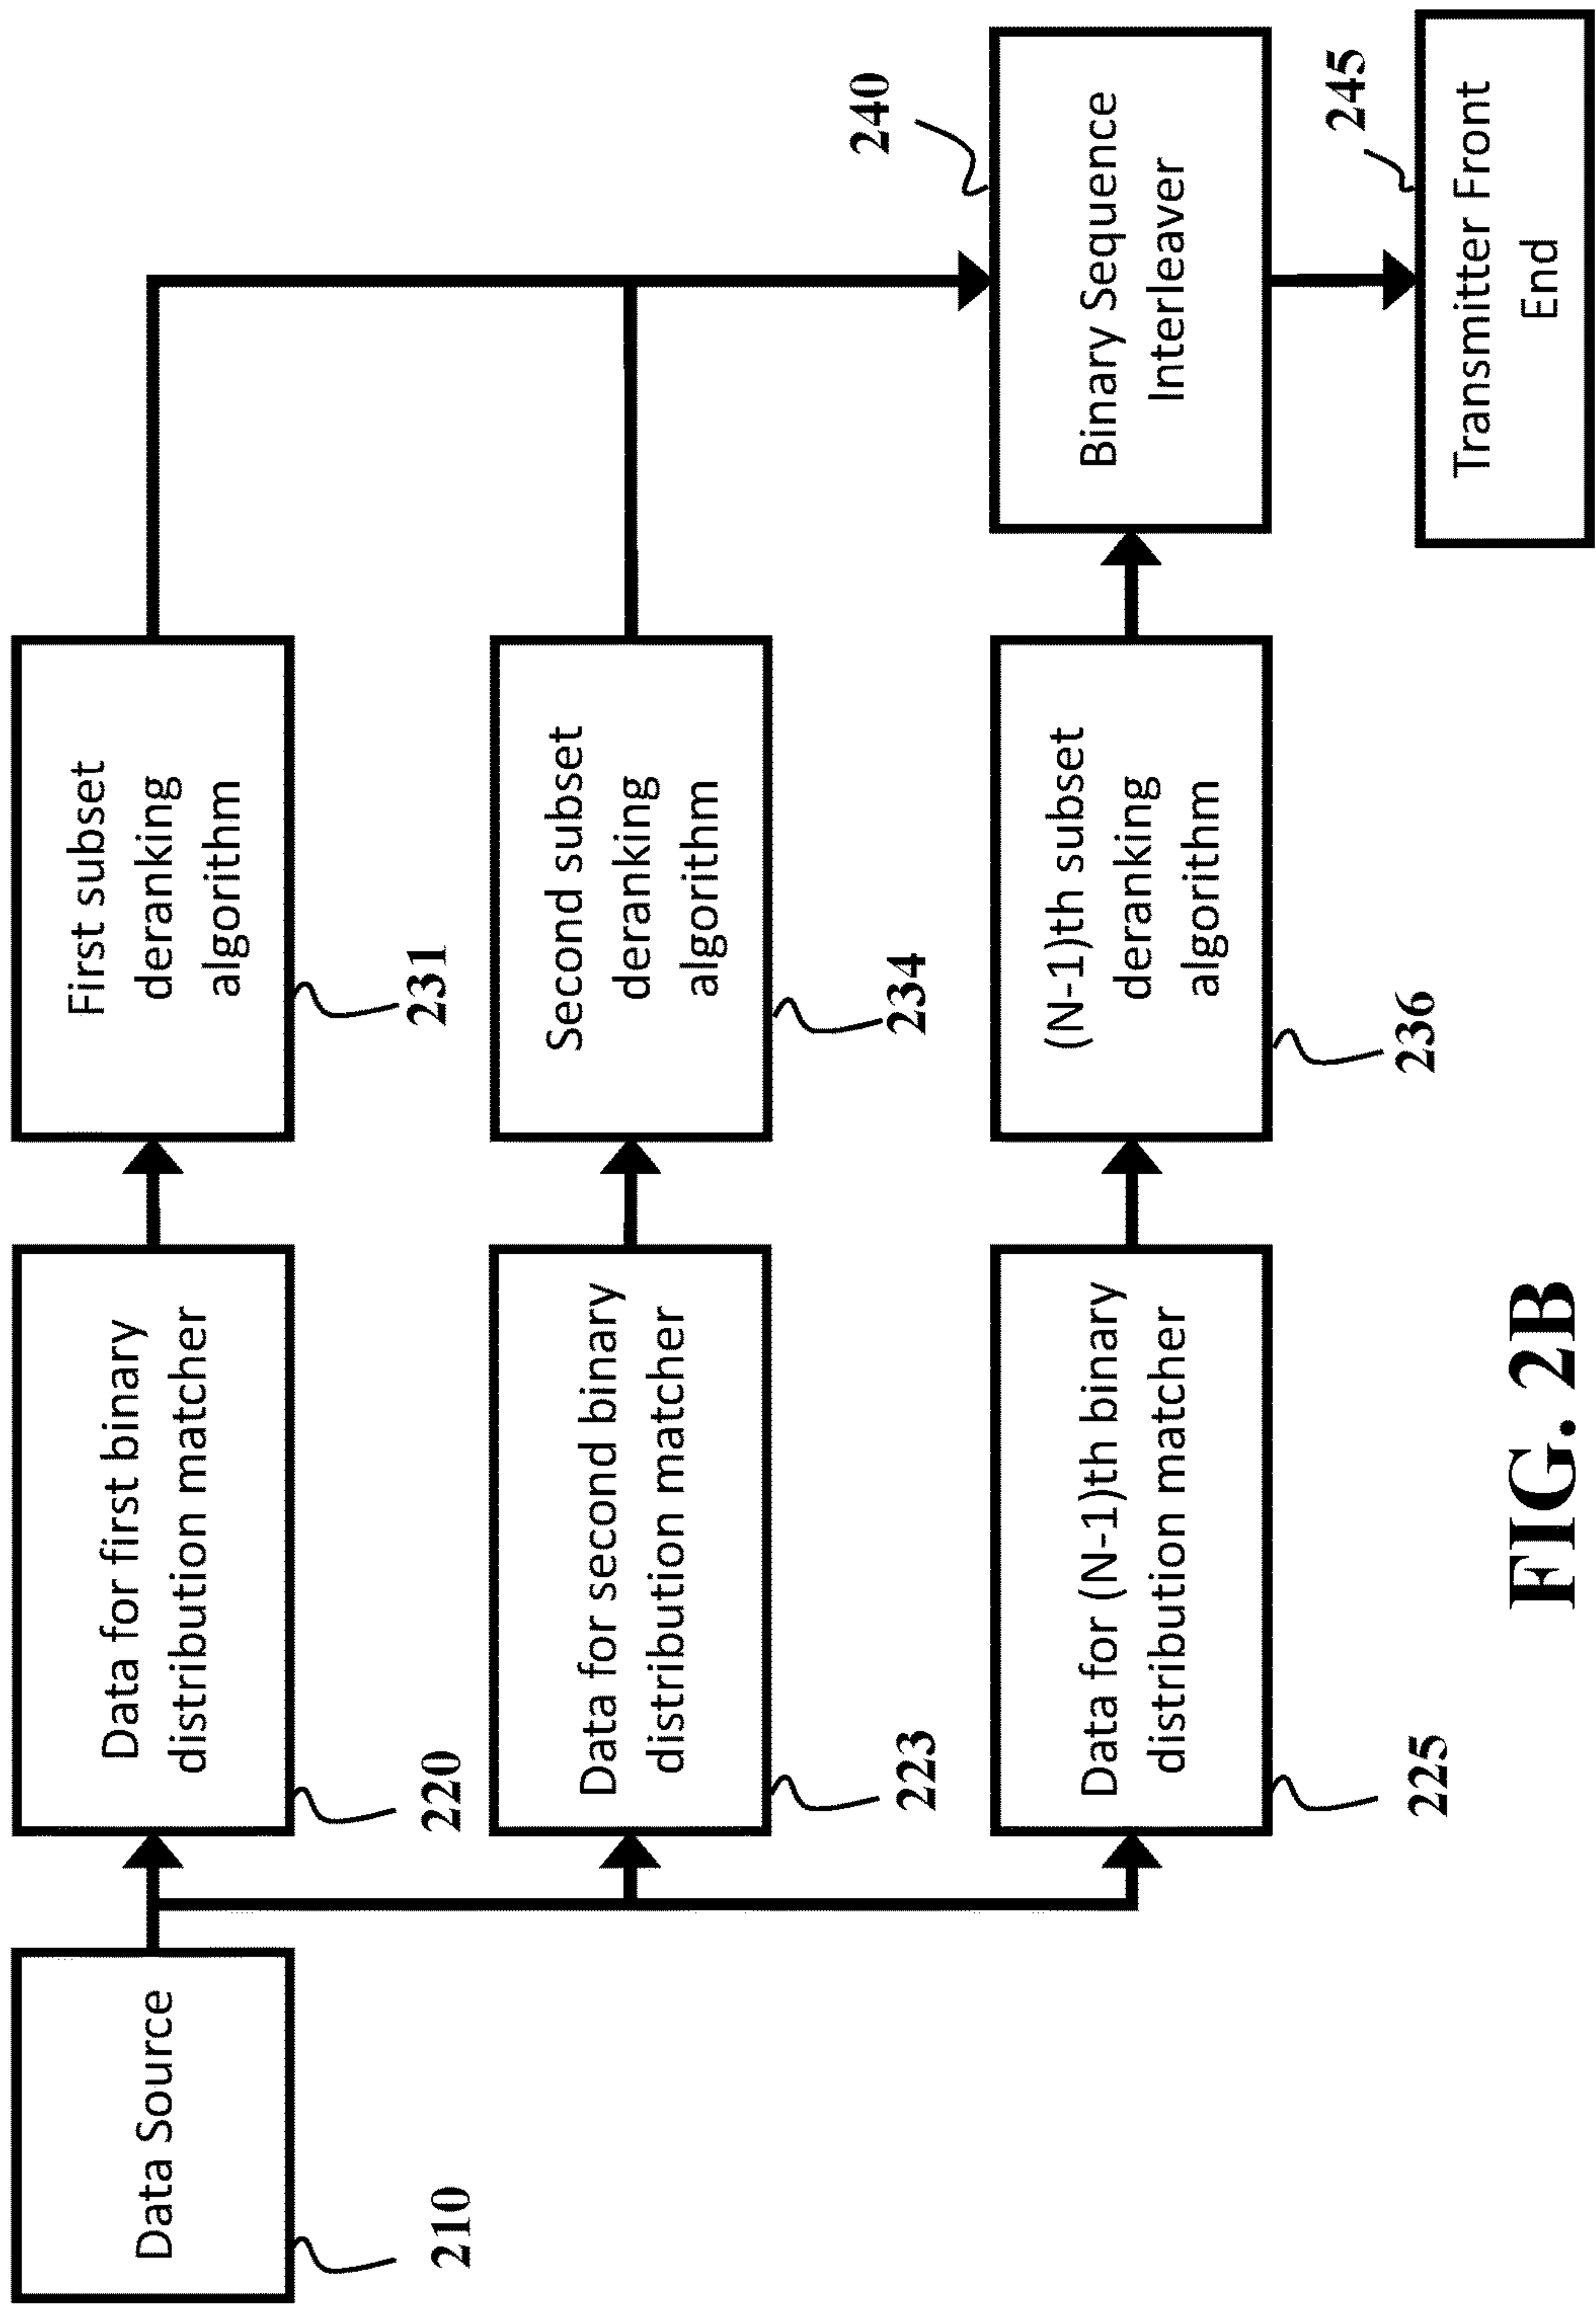 Data Source
210
Data for first binary
distribution matcher
220
First subset
deranking
algorithm
231
Data for second binary
distribution matcher
223
Second subset
deranking
algorithm
234
Data for (N-1)th binary
distribution matcher
225
(N-1)th subset
deranking
algorithm
236
240
Binary Sequence
Interleaver
245
Transmitter Front
End
FIG. 2B